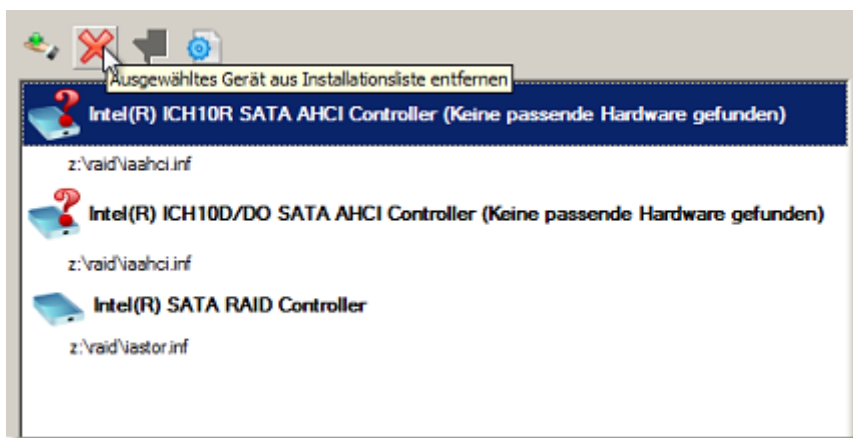 Ausgewähltes Gerät aus Installationsliste entfernen
Intel(R) ICH10R SATA AHCI Controller (Keine passende Hardware gefunden)
z:\raid\iaahci.inf
Intel(R) ICH10D/DO SATA AHCI Controller (Keine passende Hardware gefunden)
z:\raid\iaahci.inf
Intel(R) SATA RAID Controller
z:\raid\iastor.inf